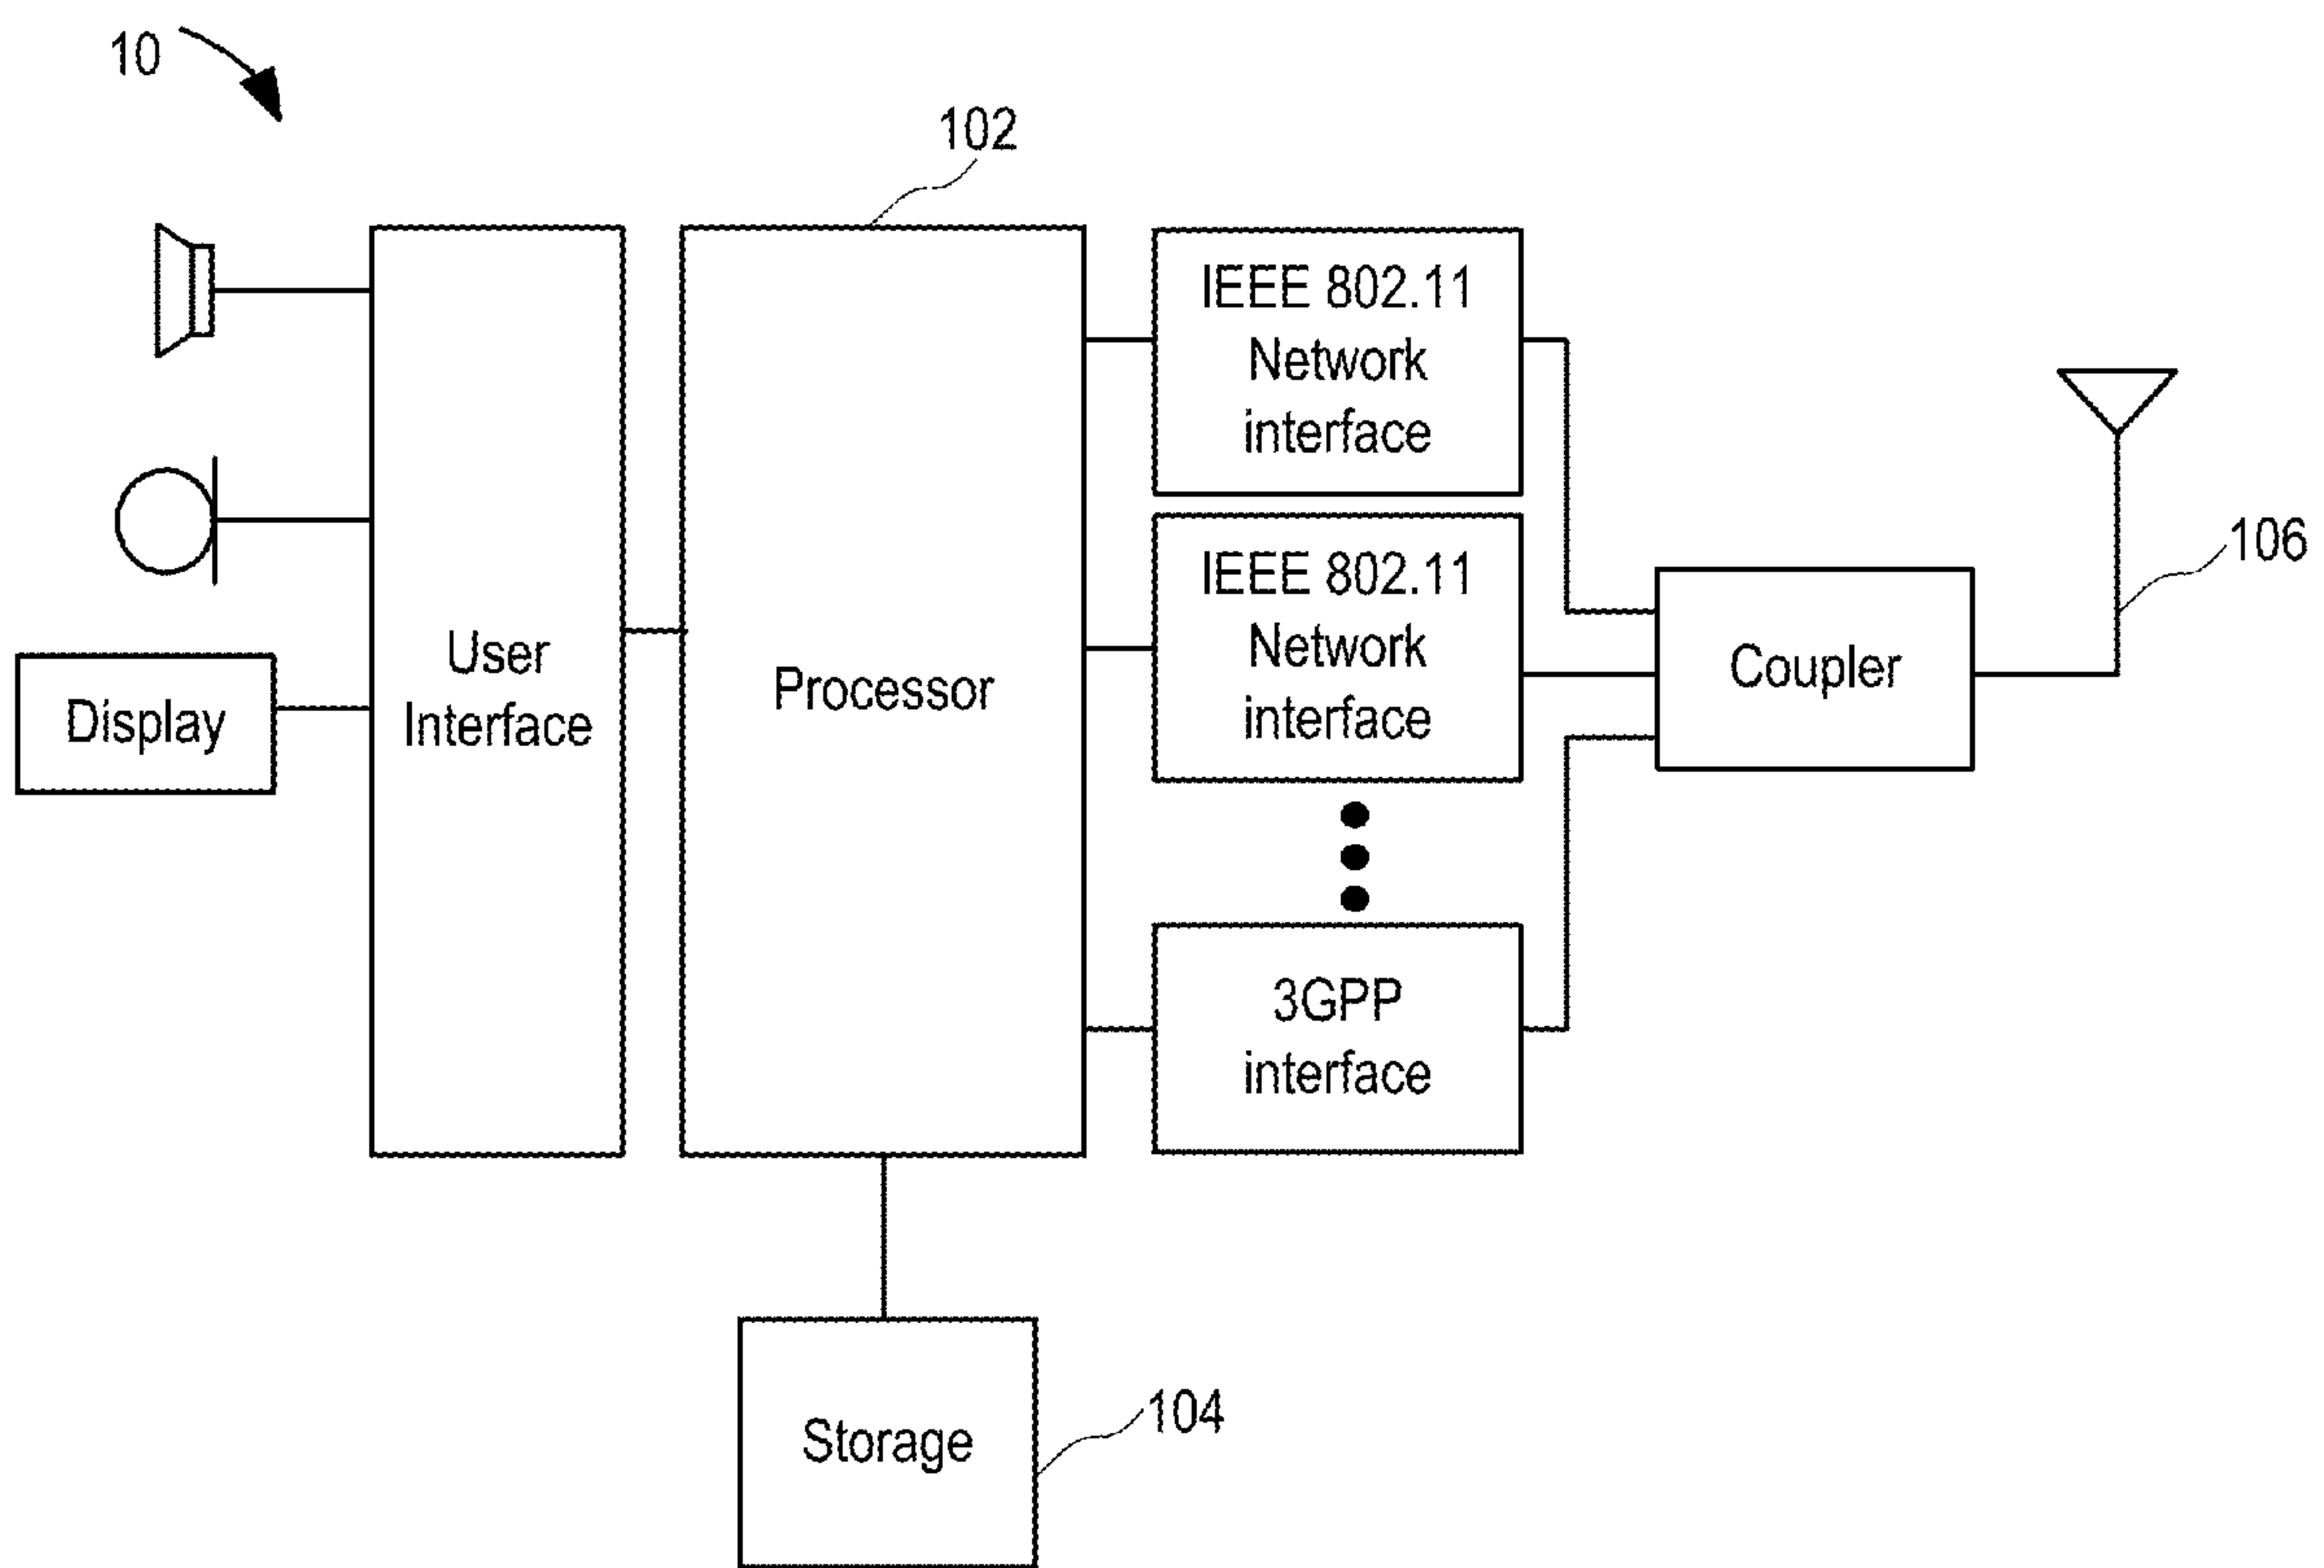 10
102
IEEE 802.11
Network
interface
IEEE 802.11
Network
interface
106
User
Interface
Processor
Coupler
Display
3GPP
interface
Storage
104